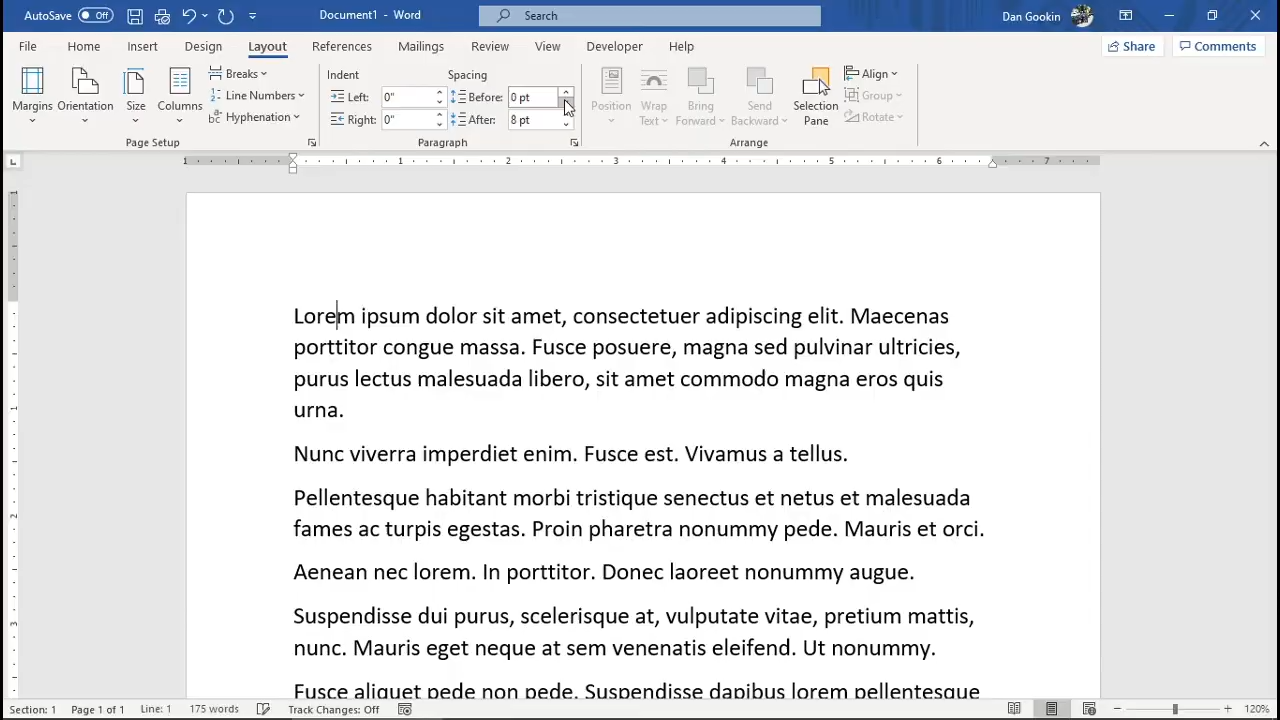 AutoSave Off Document1 - Word Search Dan Gookin
File Home Insert Design Layout References Mailings Review View Developer Help Share Comments
Margins Orientation Size Columns Breaks Line Numbers Hyphenation
Page Setup
Indent Spacing
Left: 0" Before: 0 pt
Right: 0" After: 8 pt
Paragraph
Position Wrap Text Bring Forward Send Backward Selection Pane Align Group Rotate
Arrange
1 1 2 3 4 5 6 7
Lorem ipsum dolor sit amet, consectetuer adipiscing elit. Maecenas
porttitor congue massa. Fusce posuere, magna sed pulvinar ultricies,
purus lectus malesuada libero, sit amet commodo magna eros quis
urna.
Nunc viverra imperdiet enim. Fusce est. Vivamus a tellus.
Pellentesque habitant morbi tristique senectus et netus et malesuada
fames ac turpis egestas. Proin pharetra nonummy pede. Mauris et orci.
Aenean nec lorem. In porttitor. Donec laoreet nonummy augue.
Suspendisse dui purus, scelerisque at, vulputate vitae, pretium mattis,
nunc. Mauris eget neque at sem venenatis eleifend. Ut nonummy.
Fusce aliquet pede non pede. Suspendisse dapibus lorem pellentesque
Section: 1 Page 1 of 1 Line: 1 175 words Track Changes: Off 120%